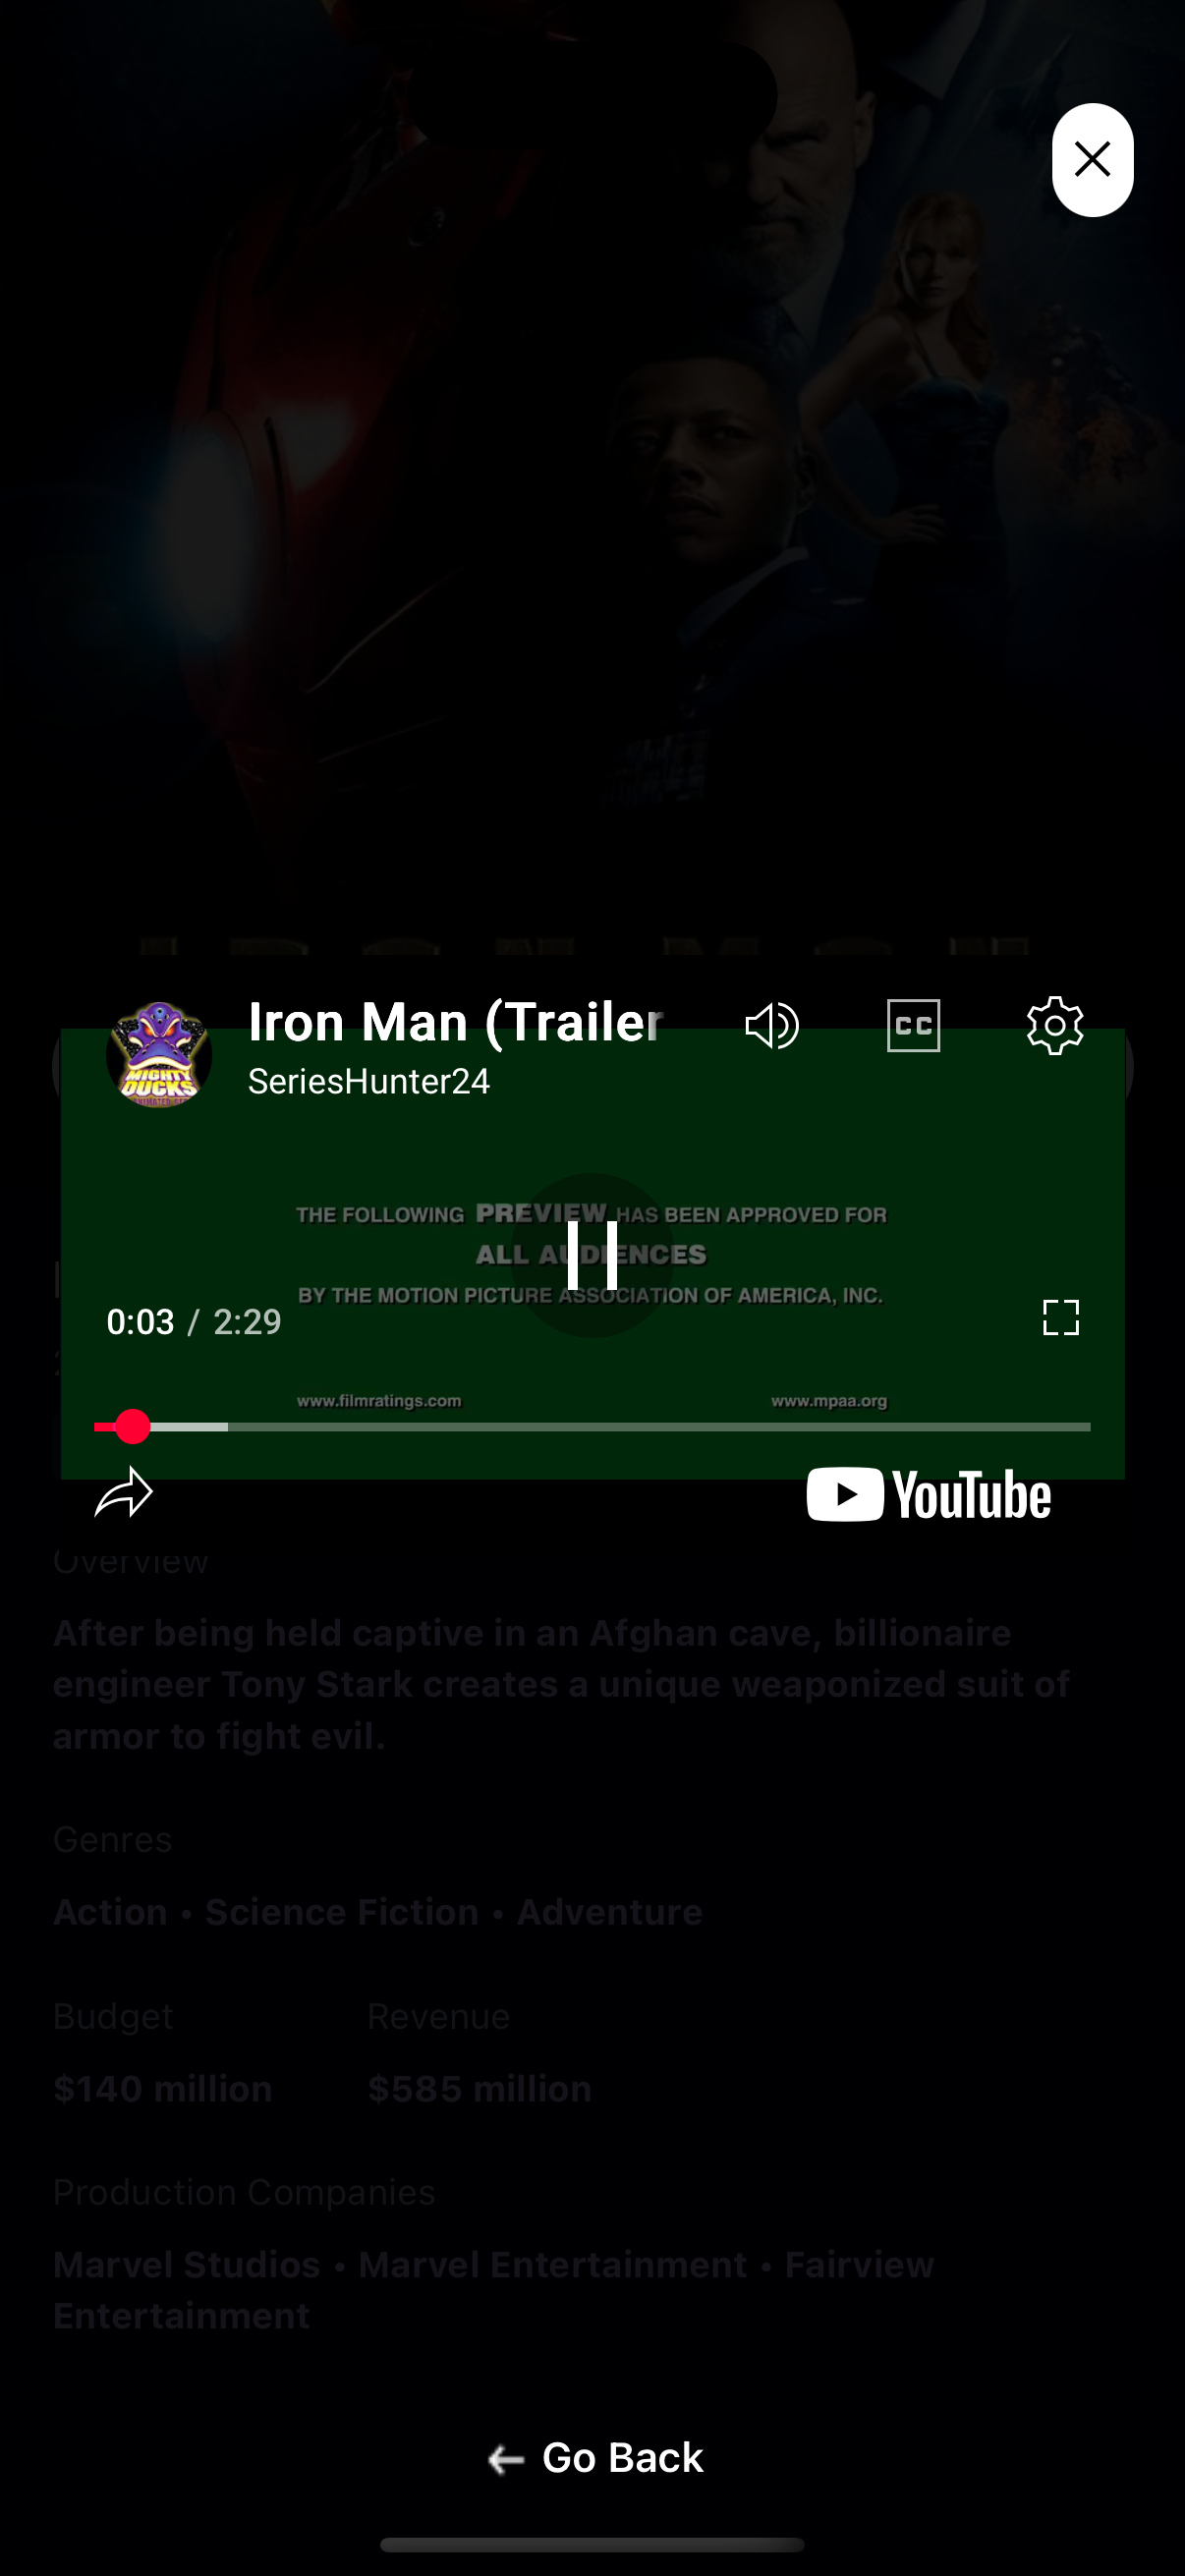 Iron Man (Trailer
SeriesHunter24
CC
MIGHTY
DUCKS
THE FOLLOWING PREVIEW HAS BEEN APPROVED FOR
ALL AUDIENCES
BY THE MOTION PICTURE ASSOCIATION OF AMERICA, INC.
0:03 / 2:29
www.filmratings.com www.mpaa.org
YouTube
Overview
After being held captive in an Afghan cave, billionaire
engineer Tony Stark creates a unique weaponized suit of
armor to fight evil.
Genres
Action • Science Fiction • Adventure
Budget Revenue
$140 million $585 million
Production Companies
Marvel Studios • Marvel Entertainment • Fairview
Entertainment
Go Back